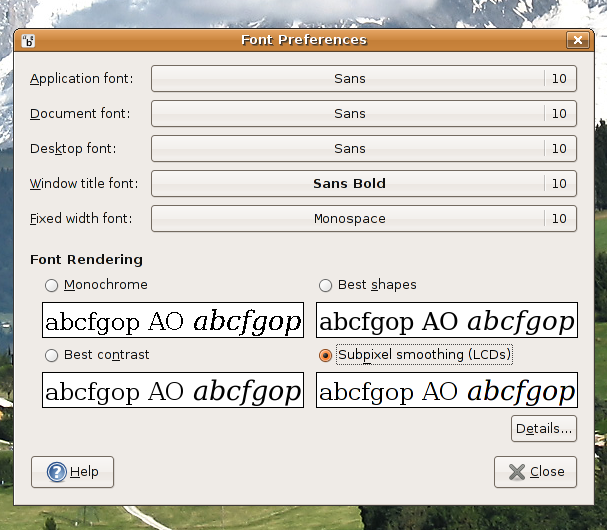 Font Preferences
Application font: Sans 10
Document font: Sans 10
Desktop font: Sans 10
Window title font: Sans Bold 10
Fixed width font: Monospace 10
Font Rendering
Monochrome Best shapes
abcfgop AO abcfgop abcfgop AO abcfgop
Best contrast Subpixel smoothing (LCDs)
abcfgop AO abcfgop abcfgop AO abcfgop
Details...
Help Close